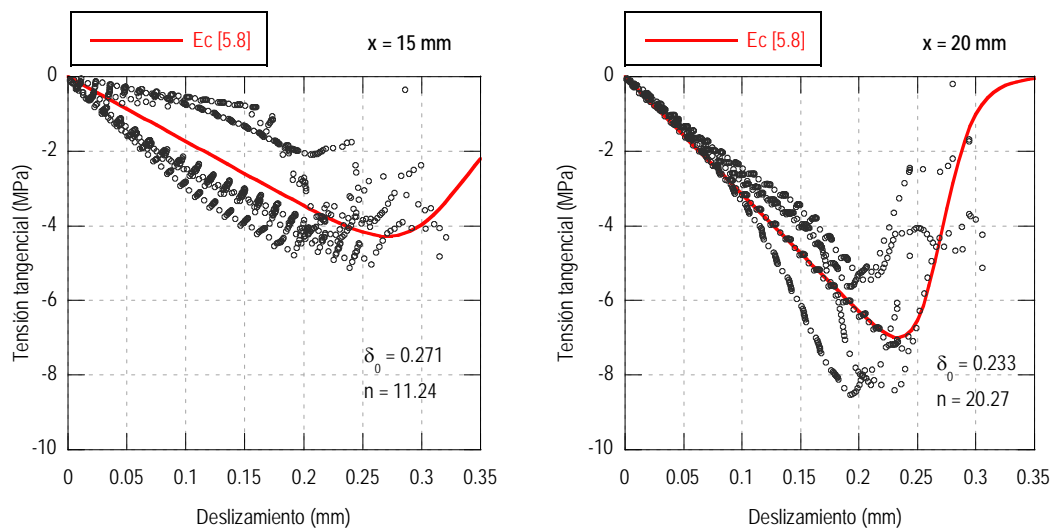 Ec [5.8]
x = 15 mm
0
-2
-4
-6
-8
-10
Tensión tangencial (MPa)
δ0 = 0.271
n = 11.24
0 0.05 0.1 0.15 0.2 0.25 0.3 0.35
Deslizamiento (mm)
Ec [5.8]
x = 20 mm
0
-2
-4
-6
-8
-10
Tensión tangencial (MPa)
δ0 = 0.233
n = 20.27
0 0.05 0.1 0.15 0.2 0.25 0.3 0.35
Deslizamiento (mm)